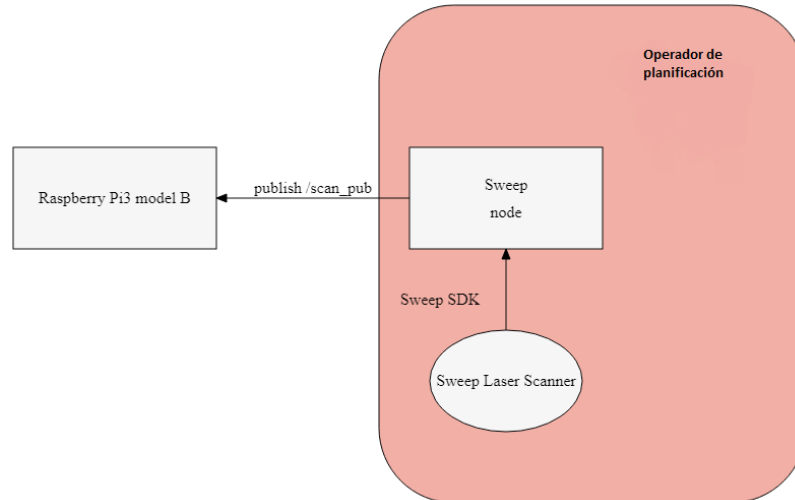 Operador de
planificación
Raspberry Pi3 model B
publish /scan_pub
Sweep
node
Sweep SDK
Sweep Laser Scanner